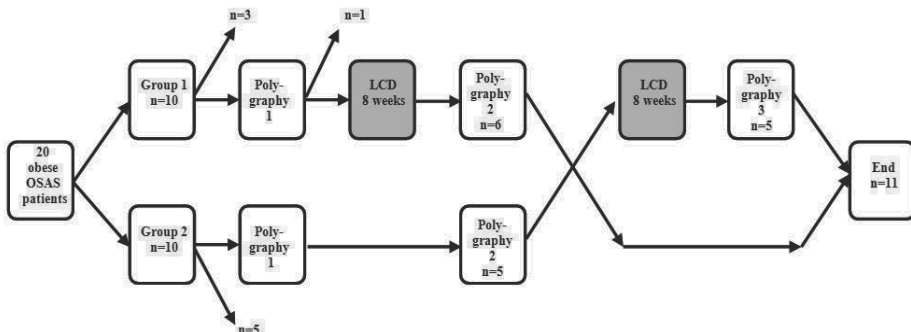 n=3
n=1
Group 1
n=10
Poly-
graphy
1
LCD
8 weeks
Poly-
graphy
2
n=6
LCD
8 weeks
Poly-
graphy
3
n=5
20
obese
OSAS
patients
End
n=11
Group 2
n=10
Poly-
graphy
1
Poly-
graphy
2
n=5
n=5